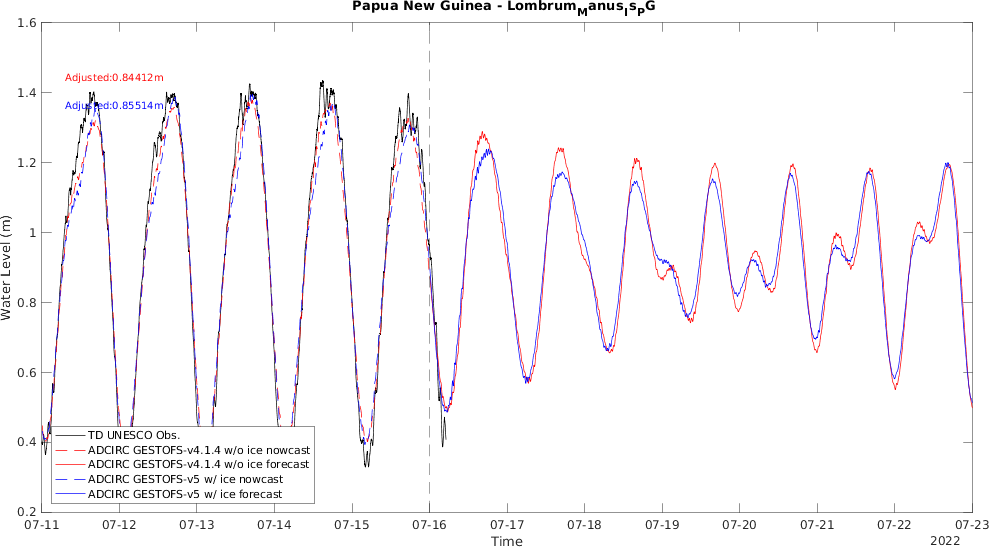 Papua New Guinea - LombrumManusIsPG
1.6
1.4
1.2
1
0.8
0.6
0.4
0.2
Water Level (m)
Adjusted:0.84412m
Adjusted:0.85514m
TD UNESCO Obs.
ADCIRC GESTOFS-v4.1.4 w/o ice nowcast
ADCIRC GESTOFS-v4.1.4 w/o ice forecast
ADCIRC GESTOFS-v5 w/ ice nowcast
ADCIRC GESTOFS-v5 w/ ice forecast
07-11 07-12 07-13 07-14 07-15 07-16 07-17 07-18 07-19 07-20 07-21 07-22 07-23
Time
2022